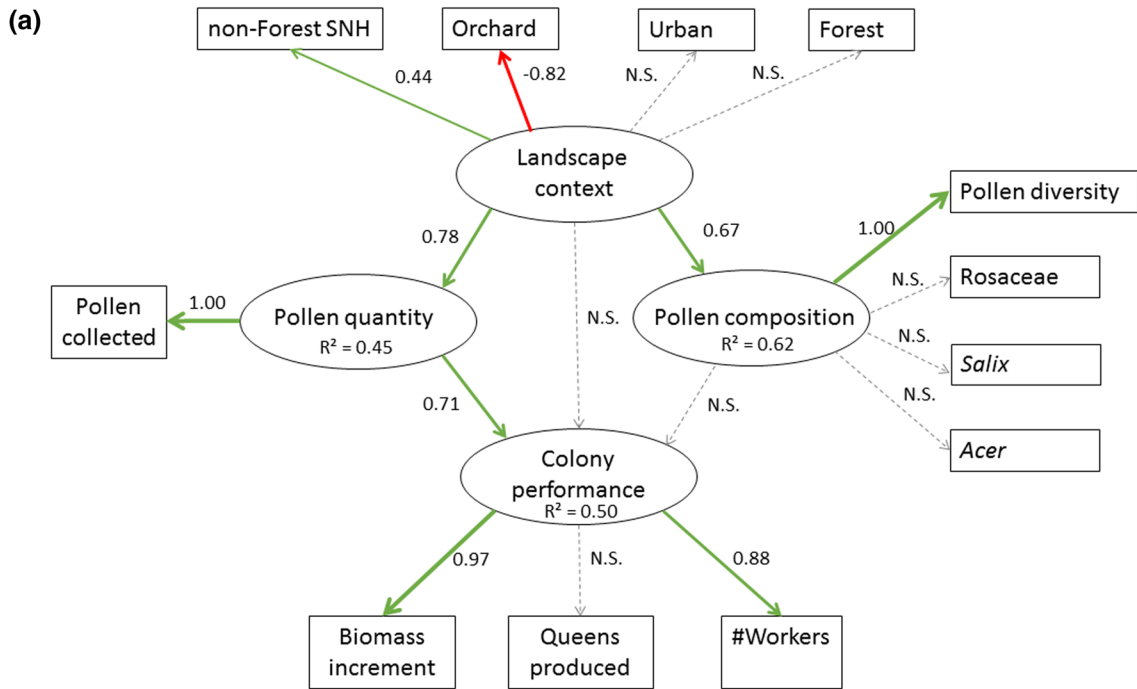 (a)
non-Forest SNH
Orchard
Urban
Forest
0.44
-0.82
N.S.
N.S.
Landscape
context
Pollen diversity
0.78
0.67
1.00
Pollen
collected
1.00
Pollen quantity
R² = 0.45
N.S.
Pollen composition
R² = 0.62
N.S.
Rosaceae
N.S.
Salix
N.S.
Acer
0.71
N.S.
Colony
performance
R² = 0.50
0.97
N.S.
0.88
Biomass
increment
Queens
produced
#Workers